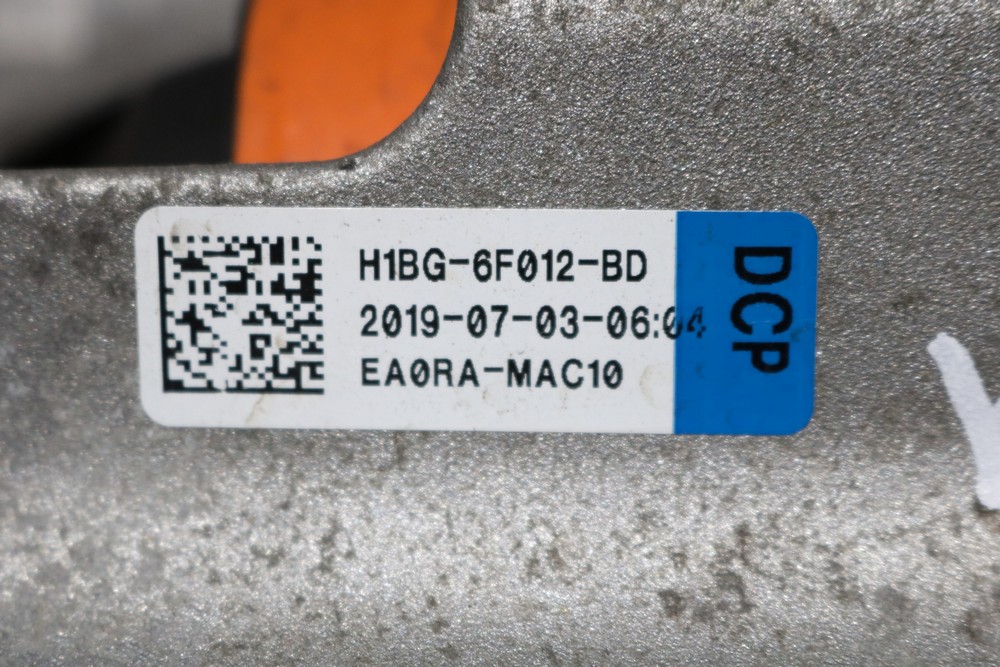 H1BG-6F012-BD
2019-07-03-06:04
EA0RA-MAC10
DCP